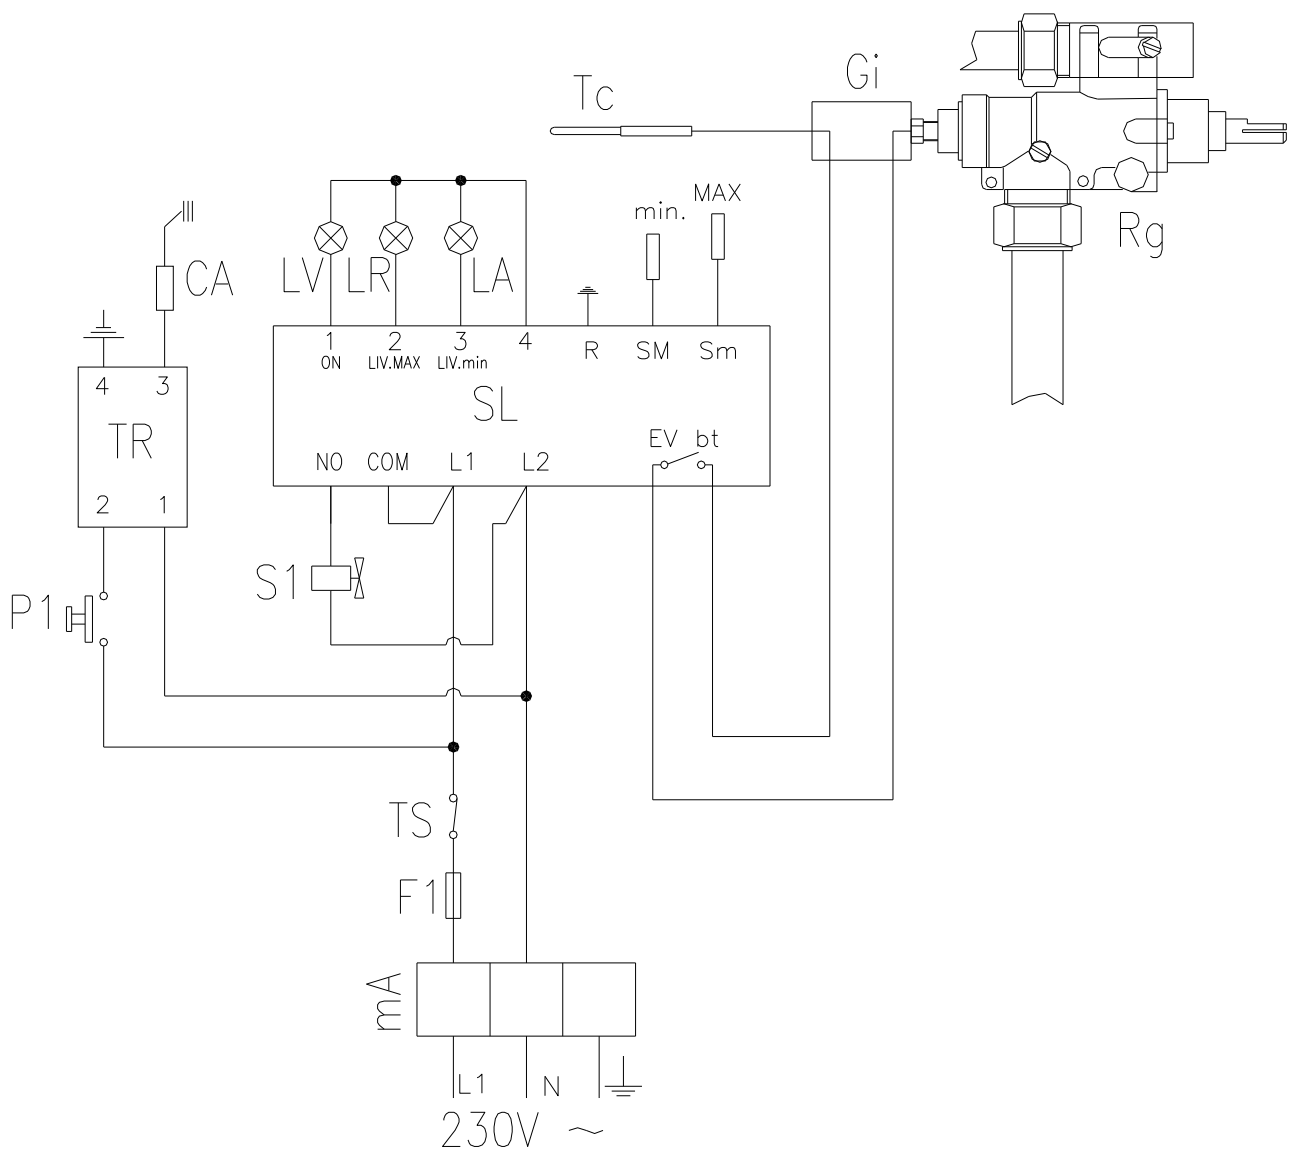 Gi
Tc
MAX
min.
Rg
CA
LV LR LA
1 2 3 4 R SM Sm
ON LIV.MAX LIV.min
4 3
SL
TR
EV bt
NO COM L1 L2
2 1
S1
P1
TS
F1
mA
L1 N
230V ~